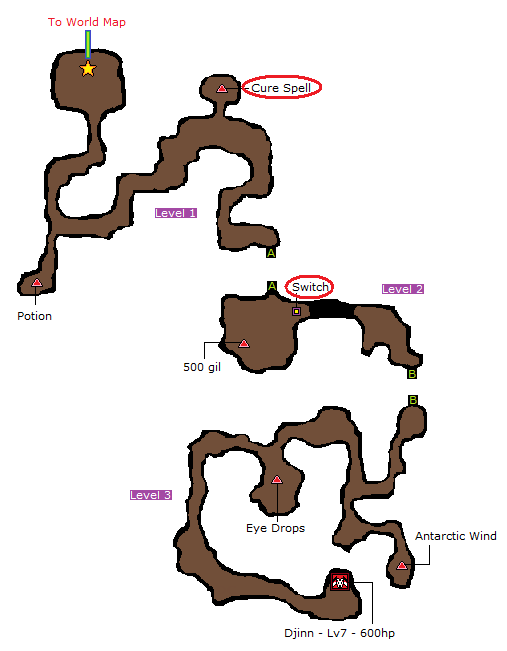 To World Map
Cure Spell
Level 1
A
Potion
A
Switch
Level 2
500 gil
B
B
Level 3
Eye Drops
Antarctic Wind
Djinn - Lv7 - 600hp